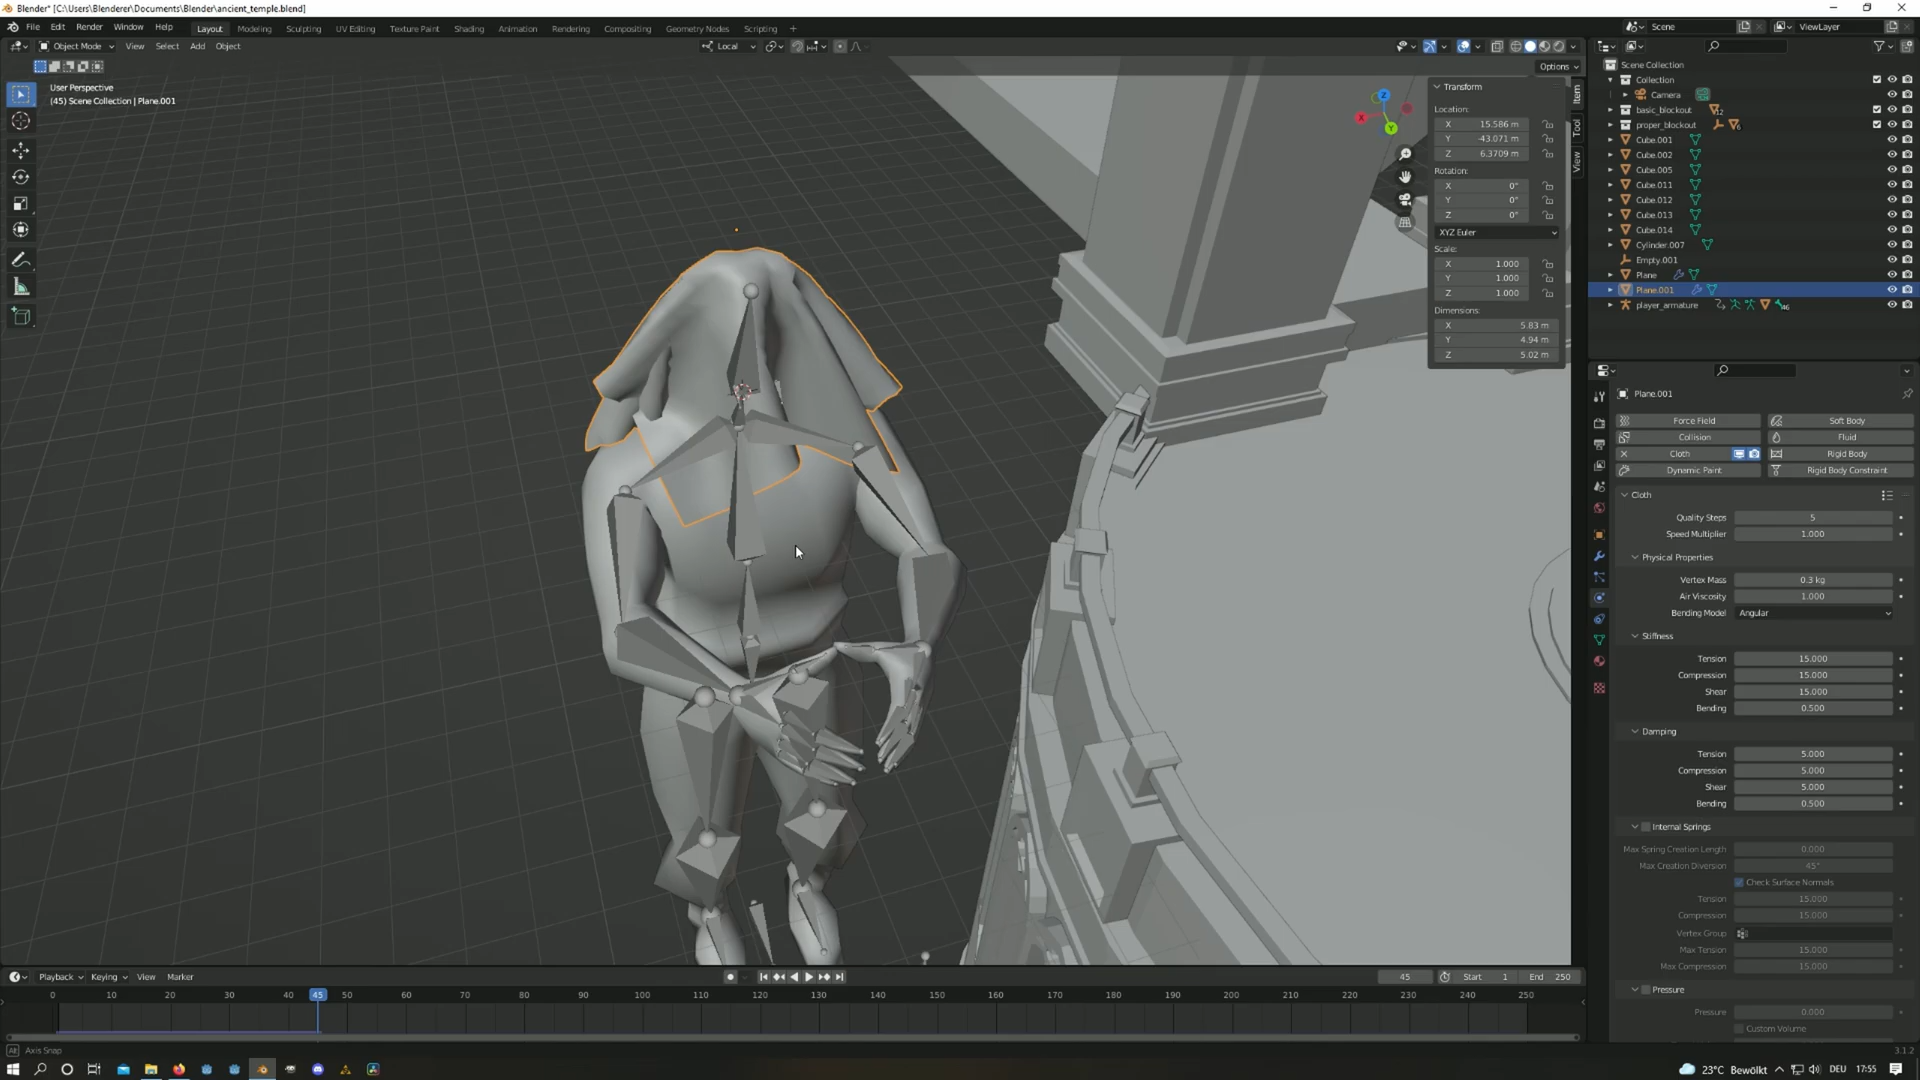 Blender* [C:\Users\Blenderer\Documents\Blender\ancient_temple.blend]
File Edit Render Window Help Layout Modeling Sculpting UV Editing Texture Paint Shading Animation Rendering Compositing Geometry Nodes Scripting + Scene ViewLayer
Object Mode View Select Add Object Local
Options
User Perspective
(45) Scene Collection | Plane.001
Transform
Location:
X 15.586 m
Y -43.071 m
Z 6.3709 m
Rotation:
X 0°
Y 0°
Z 0°
XYZ Euler
Scale:
X 1.000
Y 1.000
Z 1.000
Dimensions:
X 5.83 m
Y 4.94 m
Z 5.02 m
Item
Tool
View
Z
X
Y
Scene Collection
Collection
Camera
basic_blockout 12
proper_blockout 6
Cube.001
Cube.002
Cube.005
Cube.011
Cube.012
Cube.013
Cube.014
Cylinder.007
Empty.001
Plane
Plane.001
player_armature 46
Plane.001
Force Field Soft Body
Collision Fluid
Cloth Rigid Body
Dynamic Paint Rigid Body Constraint
Cloth
Quality Steps 5
Speed Multiplier 1.000
Physical Properties
Vertex Mass 0.3 kg
Air Viscosity 1.000
Bending Model Angular
Stiffness
Tension 15.000
Compression 15.000
Shear 15.000
Bending 0.500
Damping
Tension 5.000
Compression 5.000
Shear 5.000
Bending 0.500
Internal Springs
Max Spring Creation Length 0.000
Max Creation Diversion 45°
Check Surface Normals
Tension 15.000
Compression 15.000
Vertex Group
Max Tension 15.000
Max Compression 15.000
Pressure
Pressure 0.000
Custom Volume
Playback Keying View Marker 45 Start 1 End 250
0 10 20 30 40 45 50 60 70 80 90 100 110 120 130 140 150 160 170 180 190 200 210 220 230 240 250
Axis Snap 3.1.2
23°C Bewölkt DEU 17:55